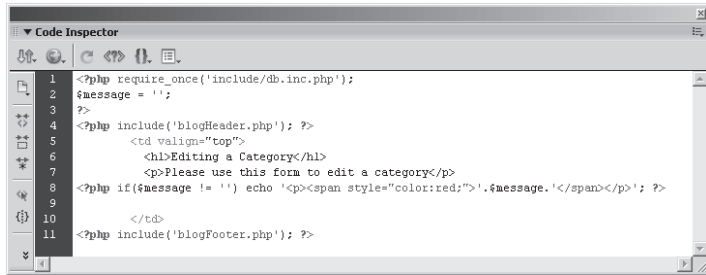 Code Inspector
1 <?php require_once('include/db.inc.php');
2 $message = '';
3 ?>
4 <?php include('blogHeader.php'); ?>
5 <td valign="top">
6 <h1>Editing a Category</h1>
7 <p>Please use this form to edit a category</p>
8 <?php if($message != '') echo '<p><span style="color:red;">'.$message.'</span></p>'; ?>
9
10 </td>
11 <?php include('blogFooter.php'); ?>